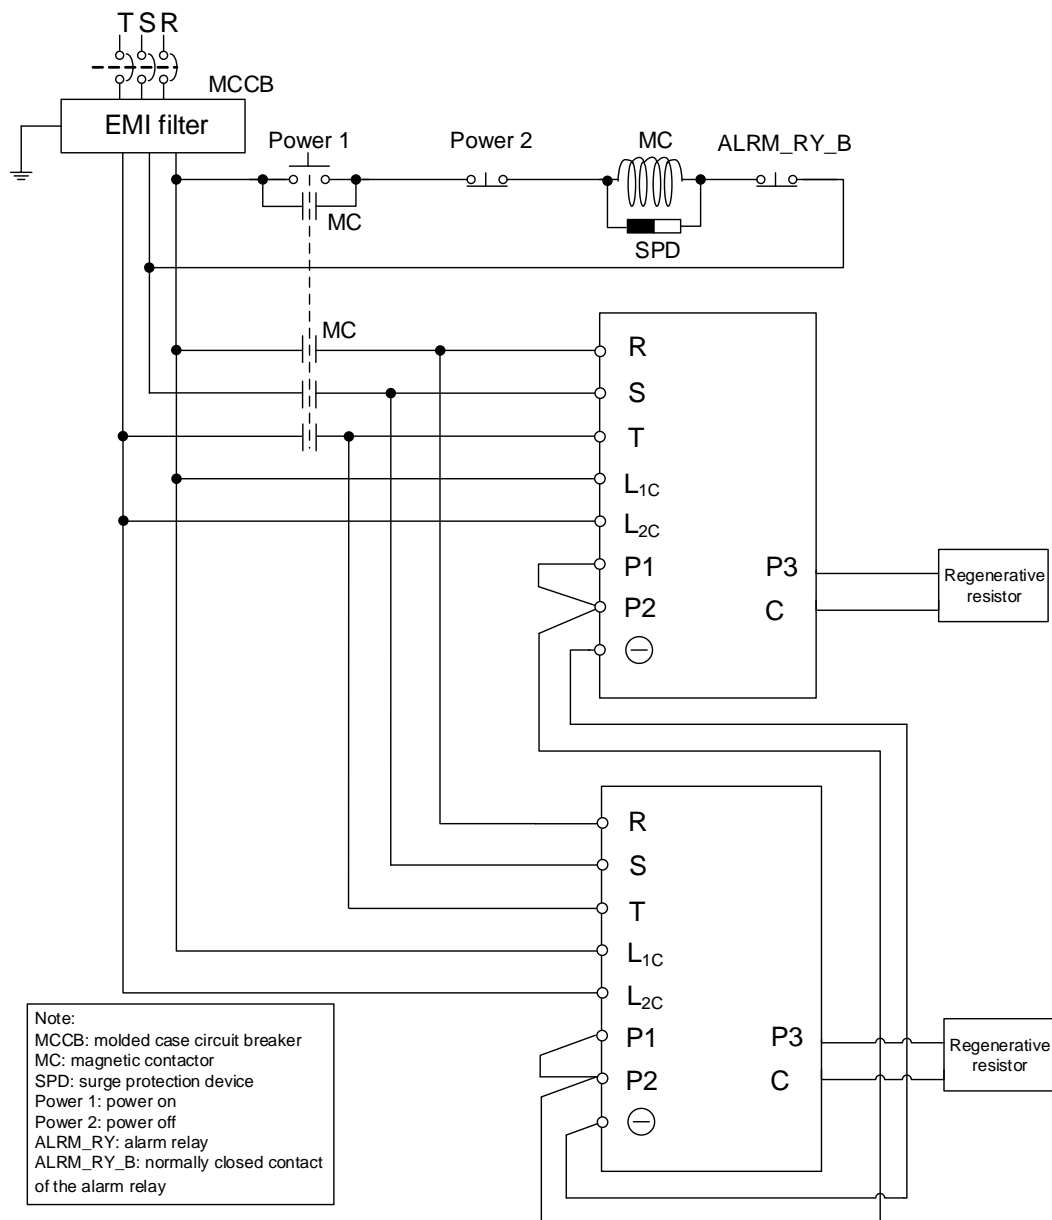 T S R
MCCB
EMI filter
Power 1
Power 2
MC
ALRM_RY_B
MC
SPD
MC
R
S
T
L1C
L2C
P1
P2
P3
C
Regenerative
resistor
R
S
T
L1C
L2C
P1
P2
P3
C
Regenerative
resistor
Note:
MCCB: molded case circuit breaker
MC: magnetic contactor
SPD: surge protection device
Power 1: power on
Power 2: power off
ALRM_RY: alarm relay
ALRM_RY_B: normally closed contact
of the alarm relay